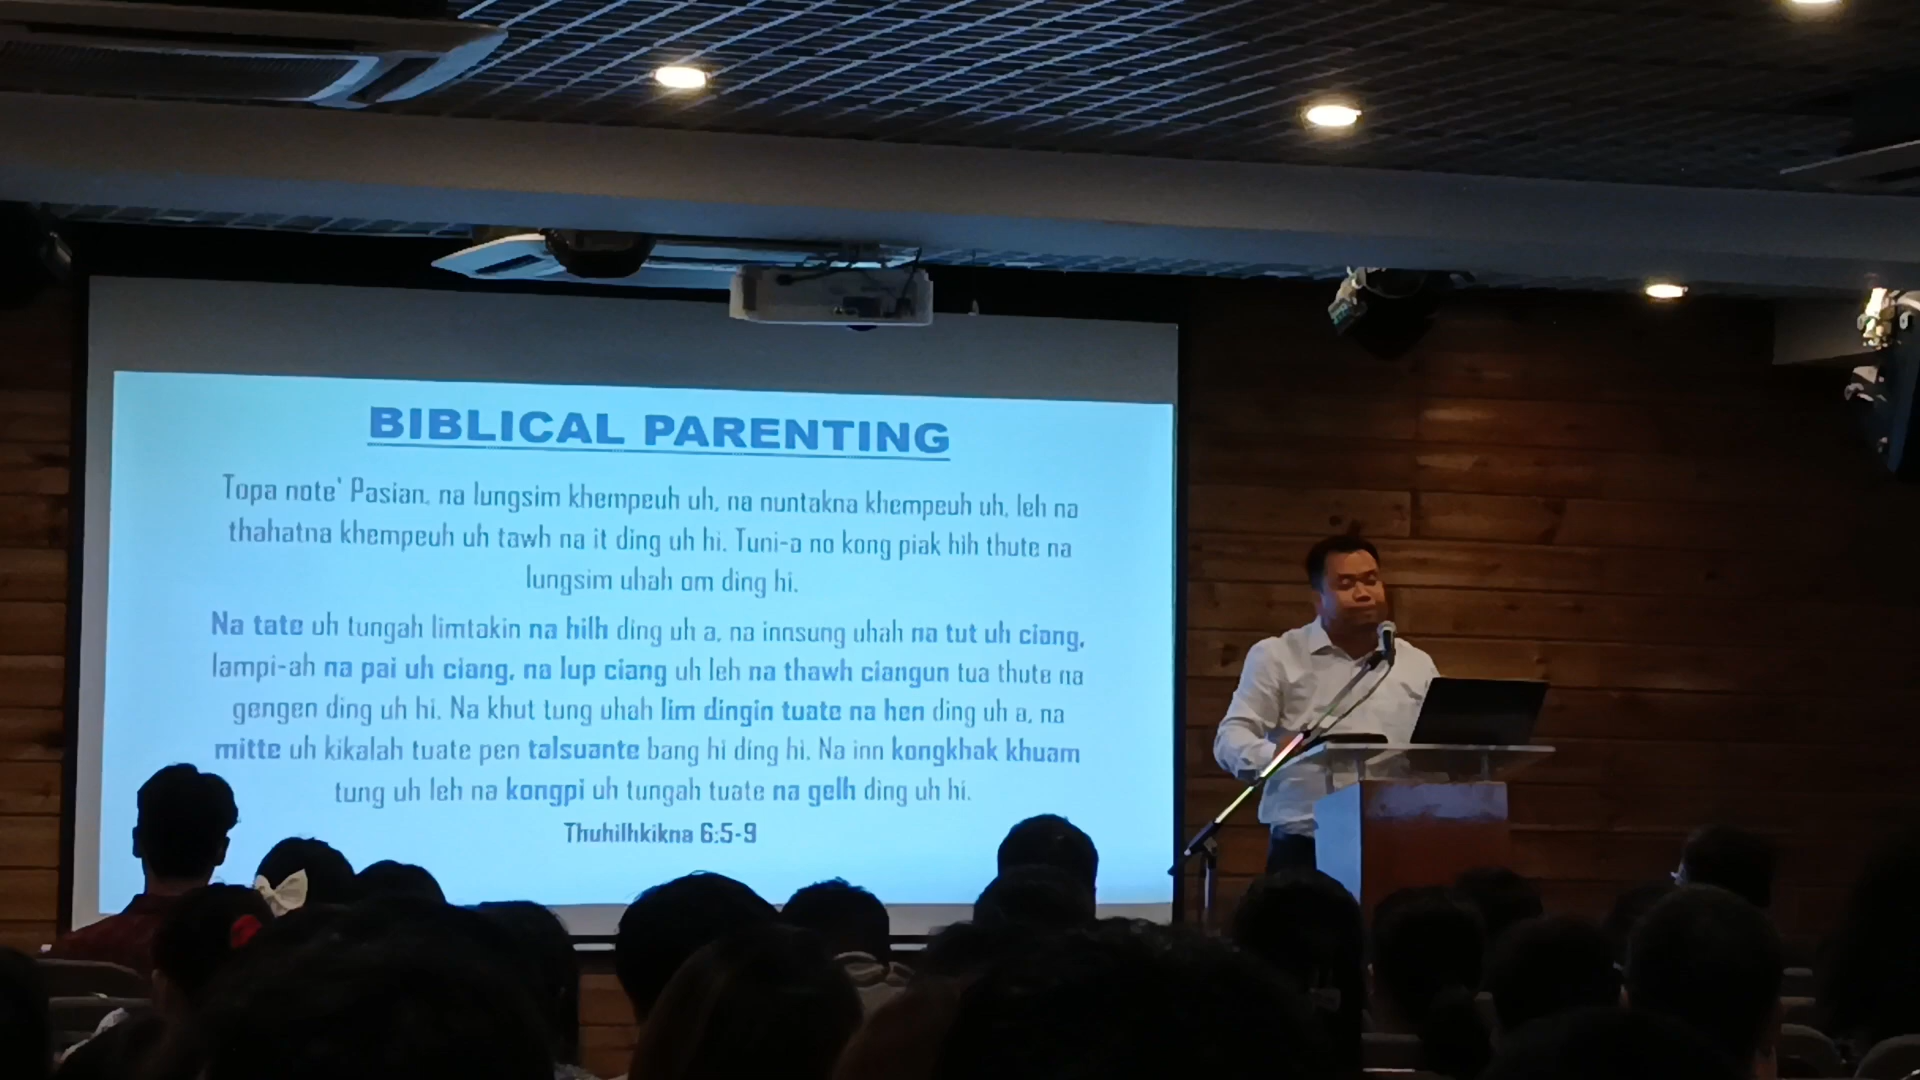 BIBLICAL PARENTING
Topa note' Pasian, na lungsim khempeuh uh, na nuntakna khempeuh uh, leh na
thahatna khempeuh uh tawh na it ding uh hi. Tuni-a no kong piak hih thute na
lungsim uhah om ding hi.
Na tate uh tungah limtakin na hilh ding uh a, na innsung uhah na tut uh ciang,
lampi-ah na pai uh ciang, na lup ciang uh leh na thawh ciangun tua thute na
gengen ding uh hi. Na khut tung uhah lim dingin tuate na hen ding uh a, na
mitte uh kikalah tuate pen talsuante bang hi ding hi. Na inn kongkhak khuam
tung uh leh na kongpi uh tungah tuate na gelh ding uh hi.
Thuhilhkikna 6:5-9